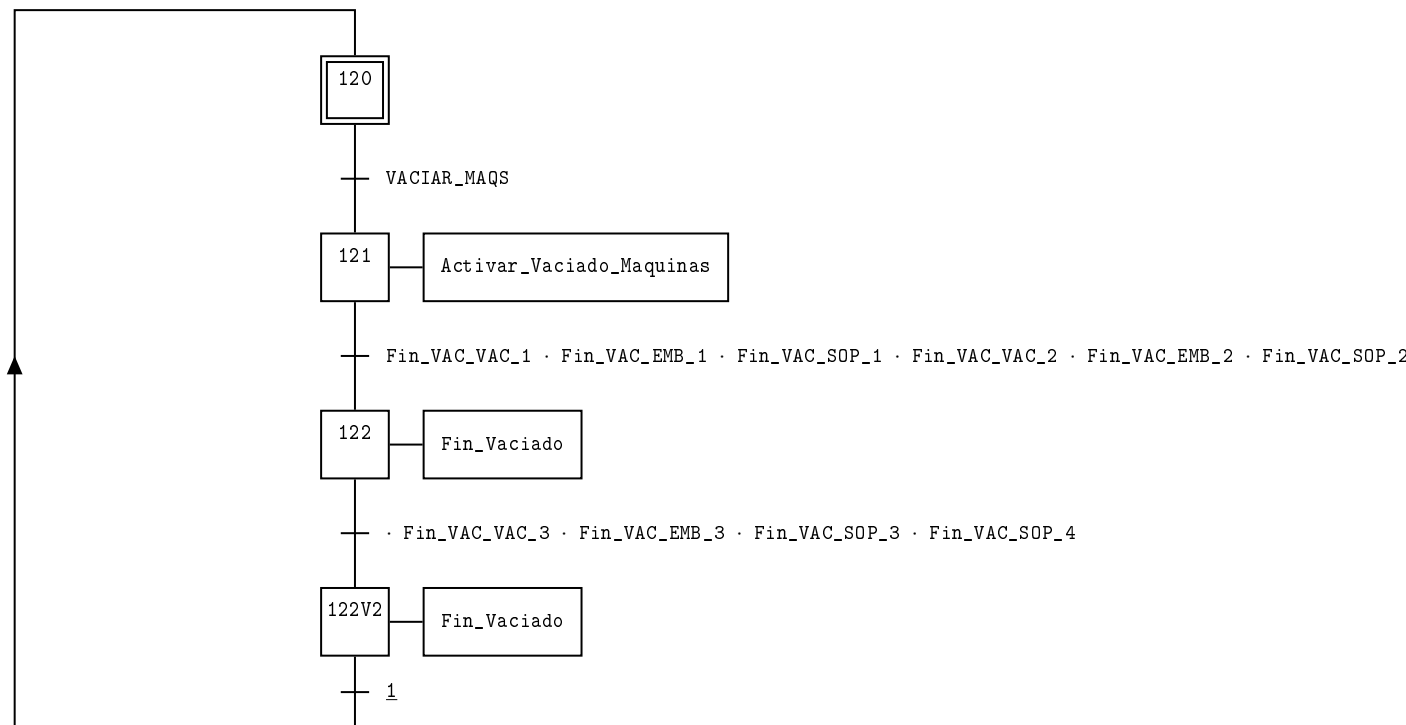 120
VACIAR_MAQS
121
Activar_Vaciado_Maquinas
Fin_VAC_VAC_1 · Fin_VAC_EMB_1 · Fin_VAC_SOP_1 · Fin_VAC_VAC_2 · Fin_VAC_EMB_2 · Fin_VAC_SOP_2
122
Fin_Vaciado
· Fin_VAC_VAC_3 · Fin_VAC_EMB_3 · Fin_VAC_SOP_3 · Fin_VAC_SOP_4
122V2
Fin_Vaciado
1